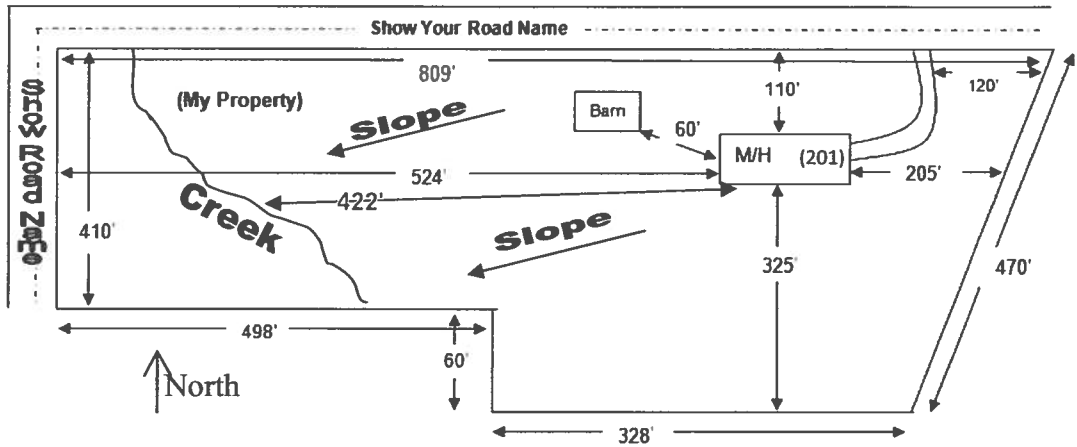 Show Your Road Name
809'
110'
120'
(My Property)
Slope
Barn
60'
M/H (201)
Show Road Name
524'
205'
422'
Creek
410'
Slope
325'
470'
498'
60'
North
328'